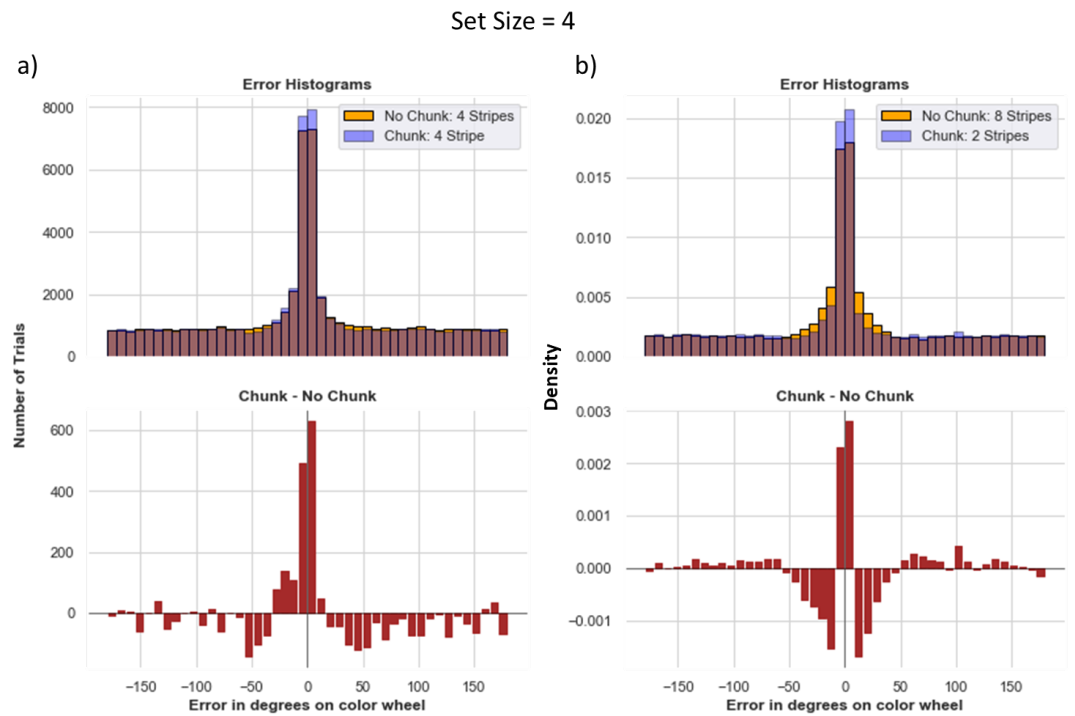 Set Size = 4
a)
Error Histograms
No Chunk: 4 Stripes
Chunk: 4 Stripe
8000
6000
4000
2000
0
Number of Trials
Chunk - No Chunk
600
400
200
0
−150 −100 −50 0 50 100 150
Error in degrees on color wheel
b)
Error Histograms
No Chunk: 8 Stripes
Chunk: 2 Stripes
0.020
0.015
0.010
0.005
0.000
Density
Chunk - No Chunk
0.003
0.002
0.001
0.000
−0.001
−150 −100 −50 0 50 100 150
Error in degrees on color wheel